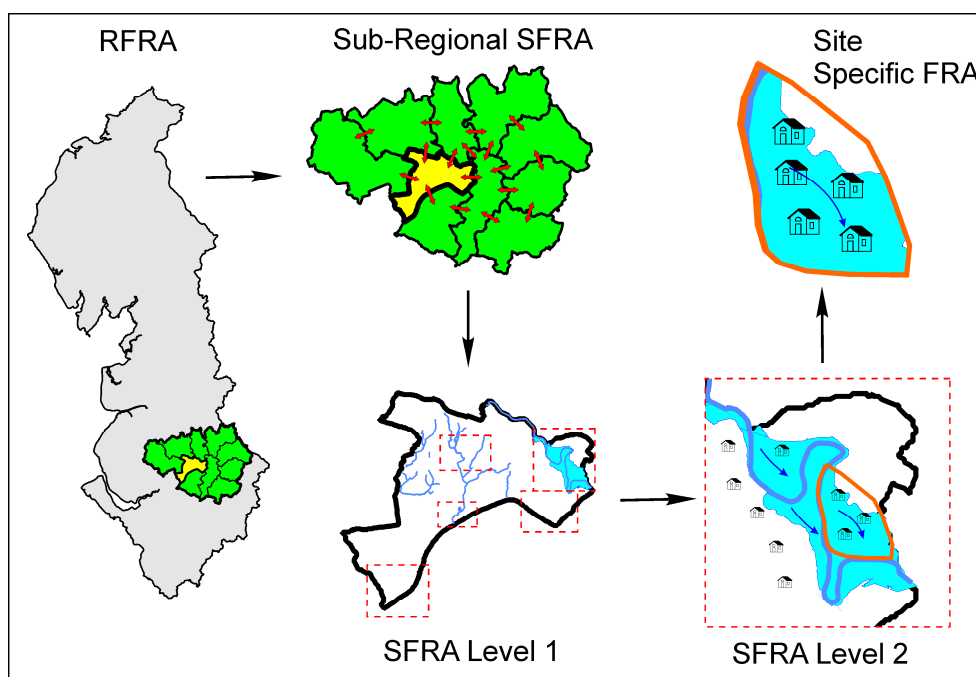 RFRA
Sub-Regional SFRA
Site
Specific FRA
SFRA Level 1
SFRA Level 2